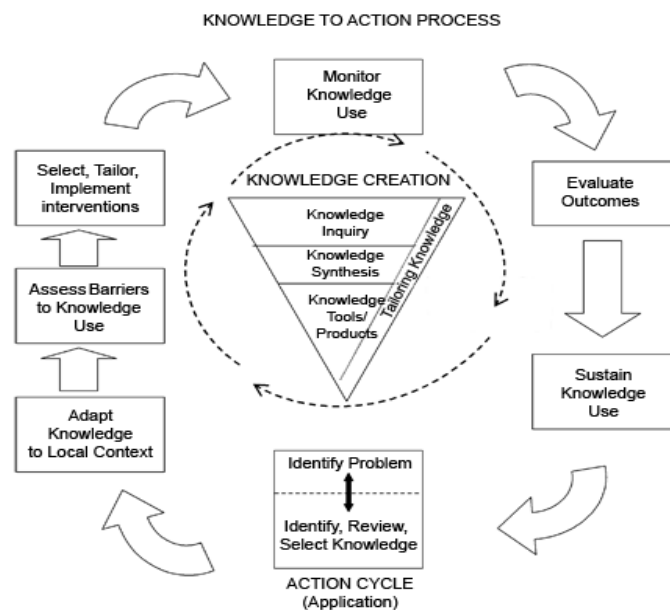 KNOWLEDGE TO ACTION PROCESS
Monitor
Knowledge
Use
Select, Tailor,
Implement
interventions
KNOWLEDGE CREATION
Evaluate
Outcomes
Knowledge
Inquiry
Knowledge
Synthesis
Knowledge
Tools/
Products
Tailoring Knowledge
Assess Barriers
to Knowledge
Use
Sustain
Knowledge
Use
Adapt
Knowledge
to Local Context
Identify Problem
Identify, Review,
Select Knowledge
ACTION CYCLE
(Application)